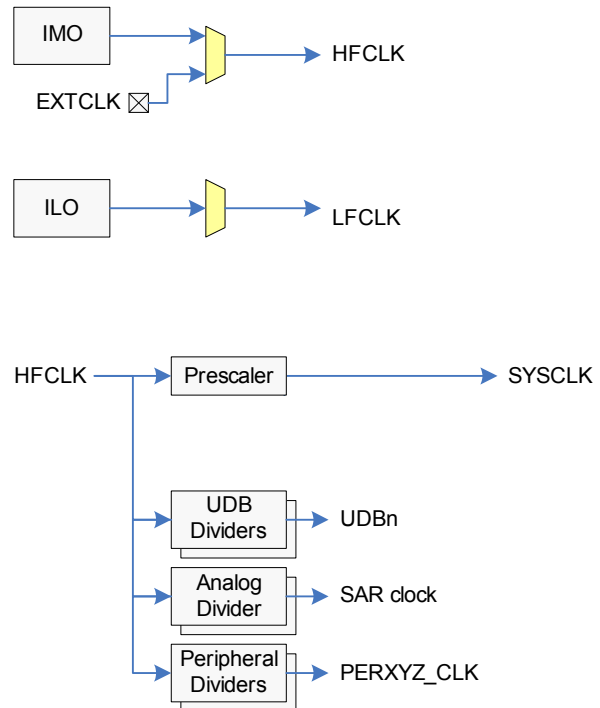 IMO
HFCLK
EXTCLK
ILO
LFCLK
HFCLK
Prescaler
SYSCLK
UDB
Dividers
UDBn
Analog
Divider
SAR clock
Peripheral
Dividers
PERXYZ_CLK